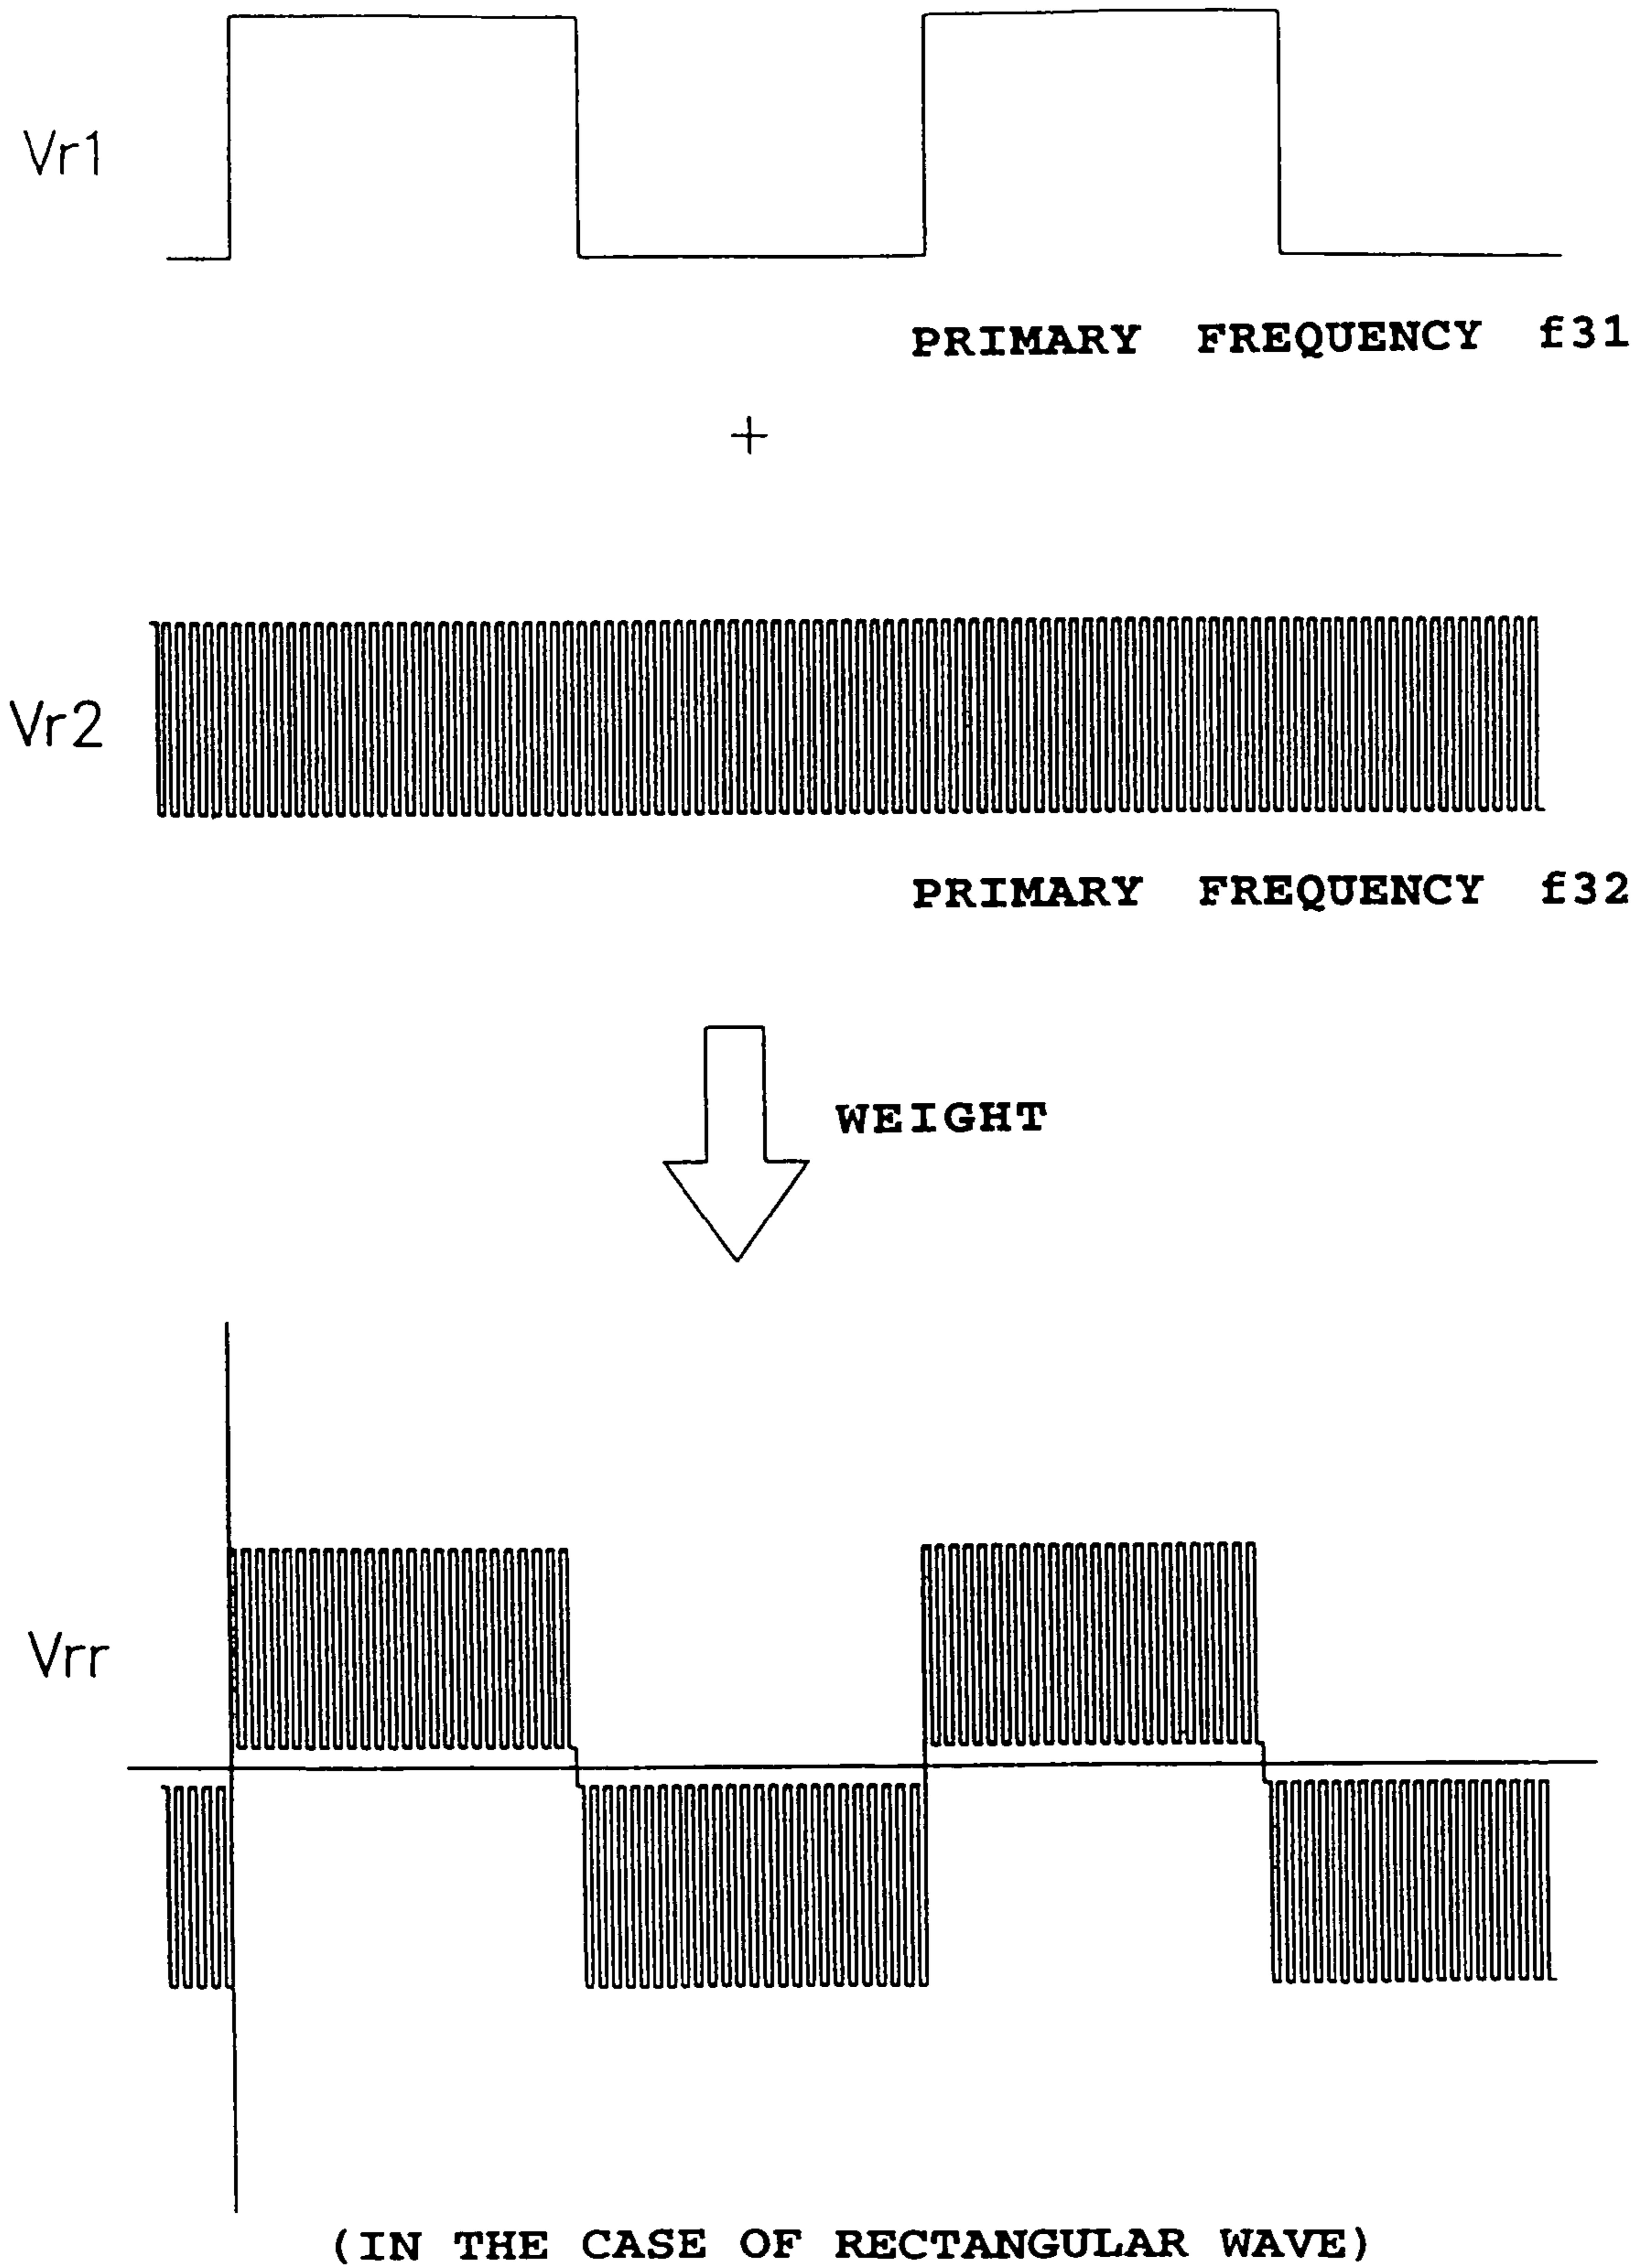 Vr1
PRIMARY FREQUENCY f31
+
Vr2
PRIMARY FREQUENCY f32
WEIGHT
Vrr
(IN THE CASE OF RECTANGULAR WAVE)